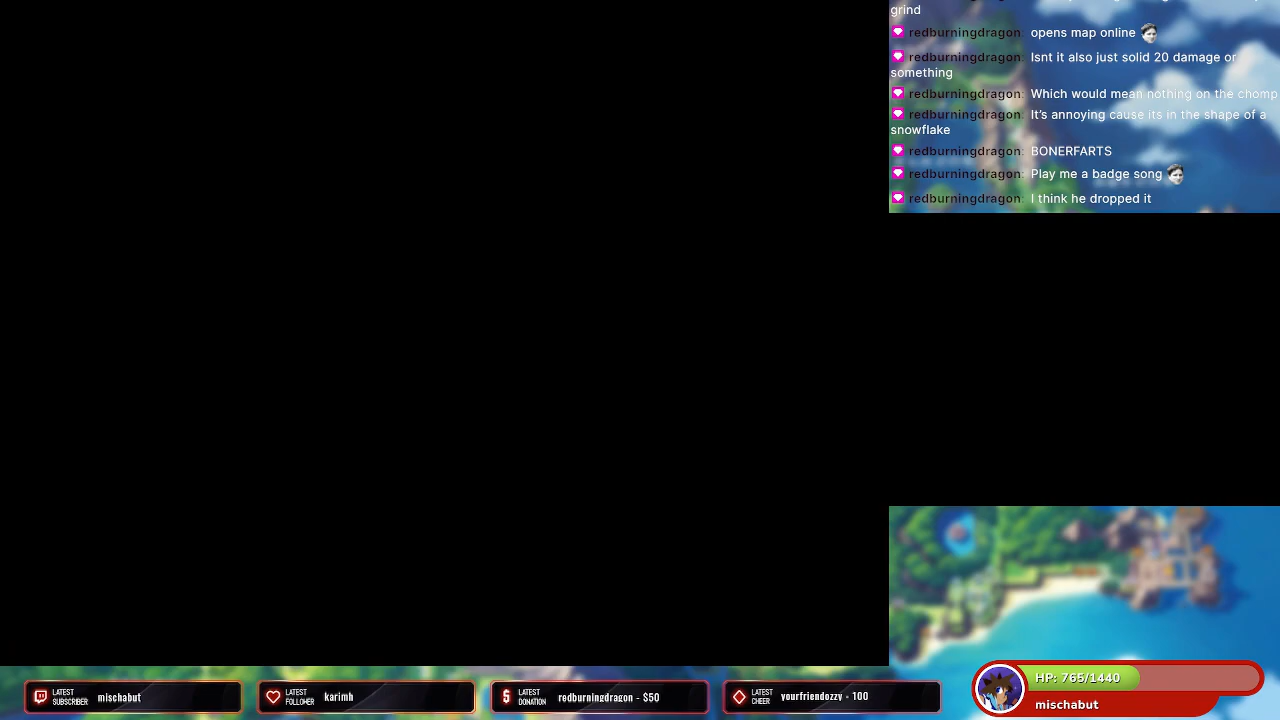 grind
redburningdragon: opens map online
redburningdragon: Isnt it also just solid 20 damage or
something
redburningdragon: Which would mean nothing on the chomp
redburningdragon: It's annoying cause its in the shape of a
snowflake
redburningdragon: BONERFARTS
redburningdragon: Play me a badge song
redburningdragon: I think he dropped it
HP: 765/1440
mischabut
LATEST SUBSCRIBER mischabut
LATEST FOLLOWER karimh
LATEST DONATION redburningdragon - $50
LATEST CHEER yourfriendozzy - 100